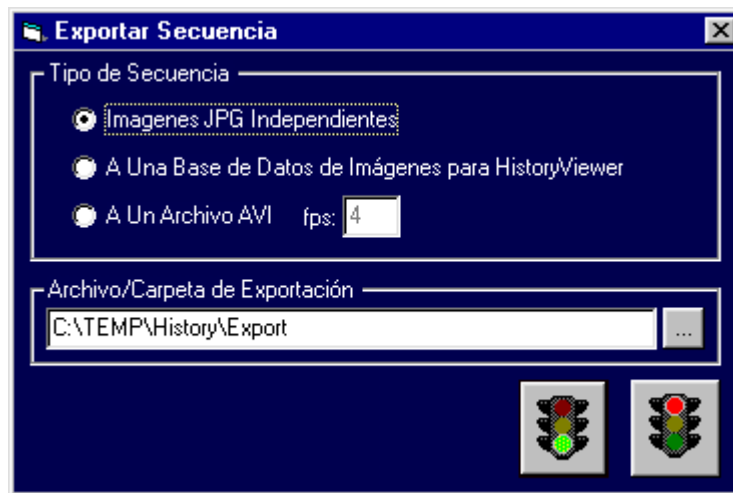 Exportar Secuencia
Tipo de Secuencia
Imagenes JPG Independientes
A Una Base de Datos de Imágenes para HistoryViewer
A Un Archivo AVI fps: 4
Archivo/Carpeta de Exportación
C:\TEMP\History\Export ...